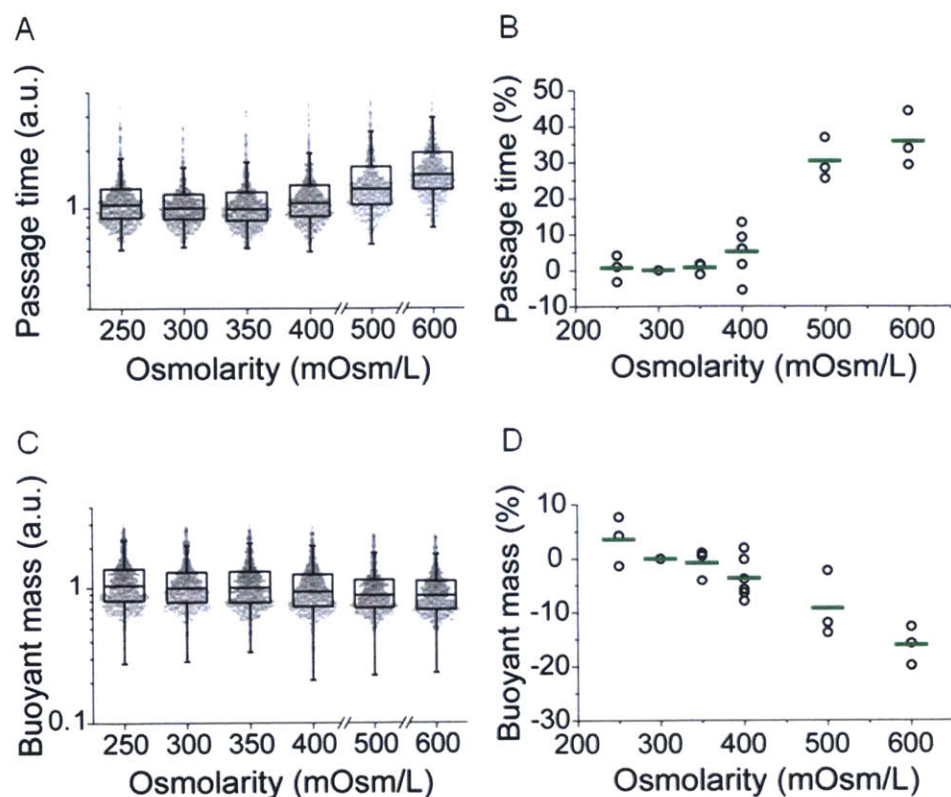 A
Passage time (a.u.)
1
250 300 350 400 500 600
Osmolarity (mOsm/L)
B
Passage time (%)
50
40
30
20
10
0
-10
200 300 400 500 600
Osmolarity (mOsm/L)
C
Buoyant mass (a.u.)
1
0.1
250 300 350 400 500 600
Osmolarity (mOsm/L)
D
Buoyant mass (%)
10
0
-10
-20
-30
200 300 400 500 600
Osmolarity (mOsm/L)